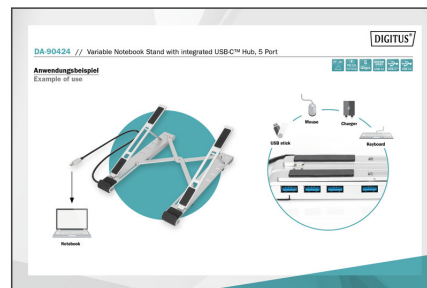 DIGITUS®
DA-90424 // Variable Notebook Stand with integrated USB-C™ Hub, 5 Port
Anwendungsbeispiel
Example of use
Mouse
Charger
USB stick
Keyboard
Notebook